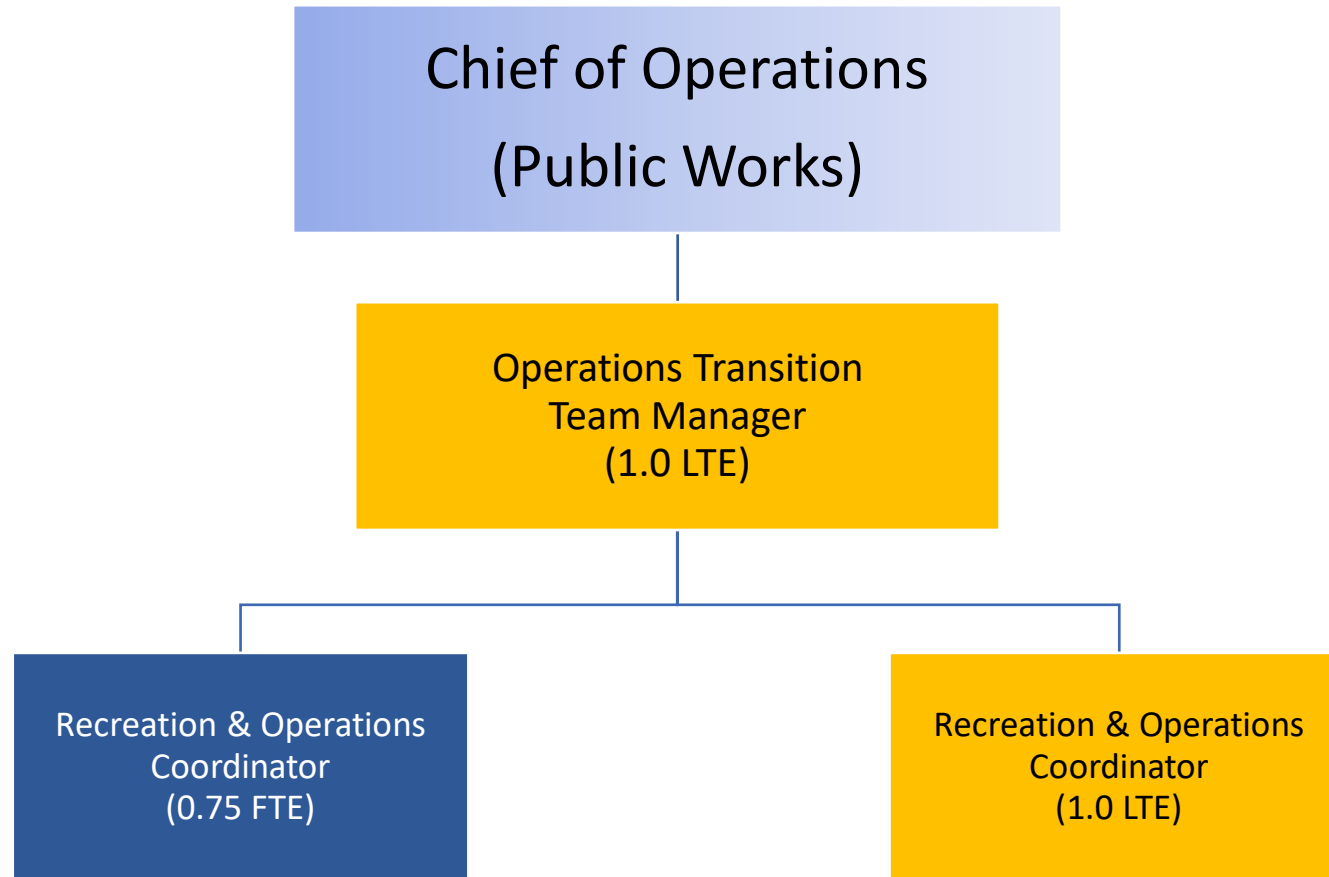 Chief of Operations
(Public Works)
Operations Transition
Team Manager
(1.0 LTE)
Recreation & Operations
Coordinator
(0.75 FTE)
Recreation & Operations
Coordinator
(1.0 LTE)